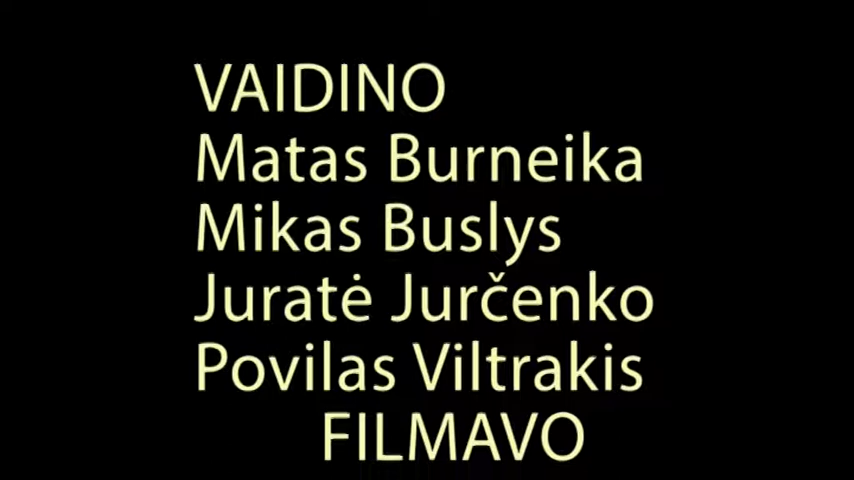 VAIDINO
Matas Burneika
Mikas Buslys
Juratė Jurčenko
Povilas Viltrakis
FILMAVO